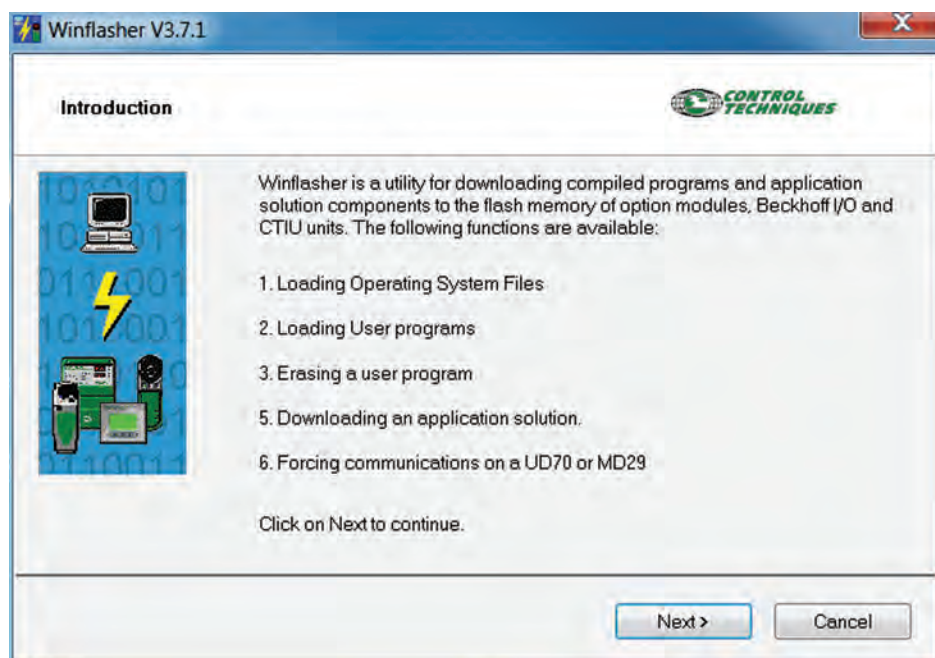 Winflasher V3.7.1
Introduction
CONTROL
TECHNIQUES
Winflasher is a utility for downloading compiled programs and application
solution components to the flash memory of option modules, Beckhoff I/O and
CTIU units. The following functions are available:
1. Loading Operating System Files
2. Loading User programs
3. Erasing a user program
5. Downloading an application solution.
6. Forcing communications on a UD70 or MD29
Click on Next to continue.
Next >
Cancel